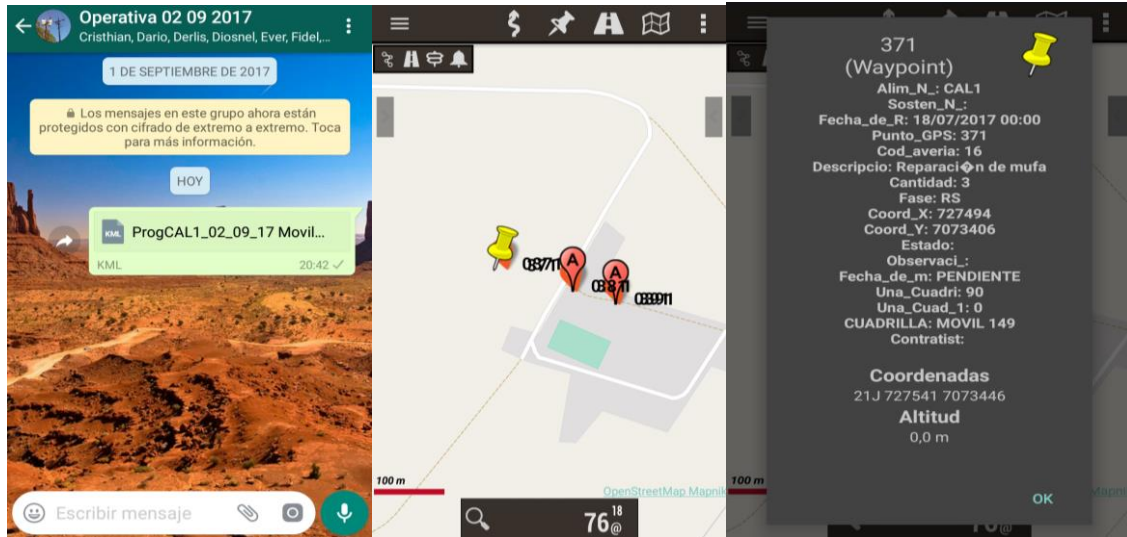 Operativa 02 09 2017
Cristhian, Dario, Derlis, Diosnel, Ever, Fidel,...
1 DE SEPTIEMBRE DE 2017
Los mensajes en este grupo ahora están
protegidos con cifrado de extremo a extremo. Toca
para más información.
HOY
KML
ProgCAL1_02_09_17 Movil...
KML
20:42
Escribir mensaje
A
A
100 m
OpenStreetMap Mapnik
76 18
@
371
(Waypoint)
Alim_N_: CAL1
Sosten_N_:
Fecha_de_R: 18/07/2017 00:00
Punto_GPS: 371
Cod_averia: 16
Descripcio: Reparaci�n de mufa
Cantidad: 3
Fase: RS
Coord_X: 727494
Coord_Y: 7073406
Estado:
Observaci_:
Fecha_de_m: PENDIENTE
Una_Cuadri: 90
Una_Cuad_1: 0
CUADRILLA: MOVIL 149
Contratist:
Coordenadas
21J 727541 7073446
Altitud
0,0 m
OK
100 m